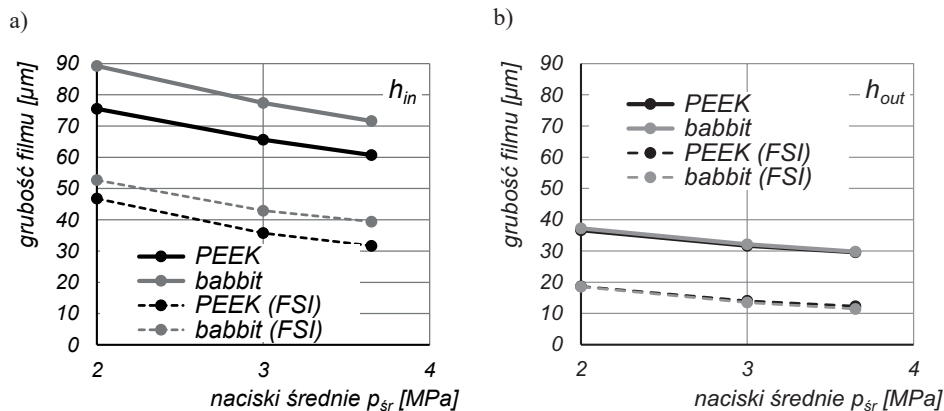 a)
90
80
70
60
50
40
30
20
10
0
grubość filmu [μm]
h_in
PEEK
babbit
PEEK (FSI)
babbit (FSI)
2 3 4
naciski średnie p_śr [MPa]
b)
90
80
70
60
50
40
30
20
10
0
grubość filmu [μm]
h_out
PEEK
babbit
PEEK (FSI)
babbit (FSI)
2 3 4
naciski średnie p_śr [MPa]